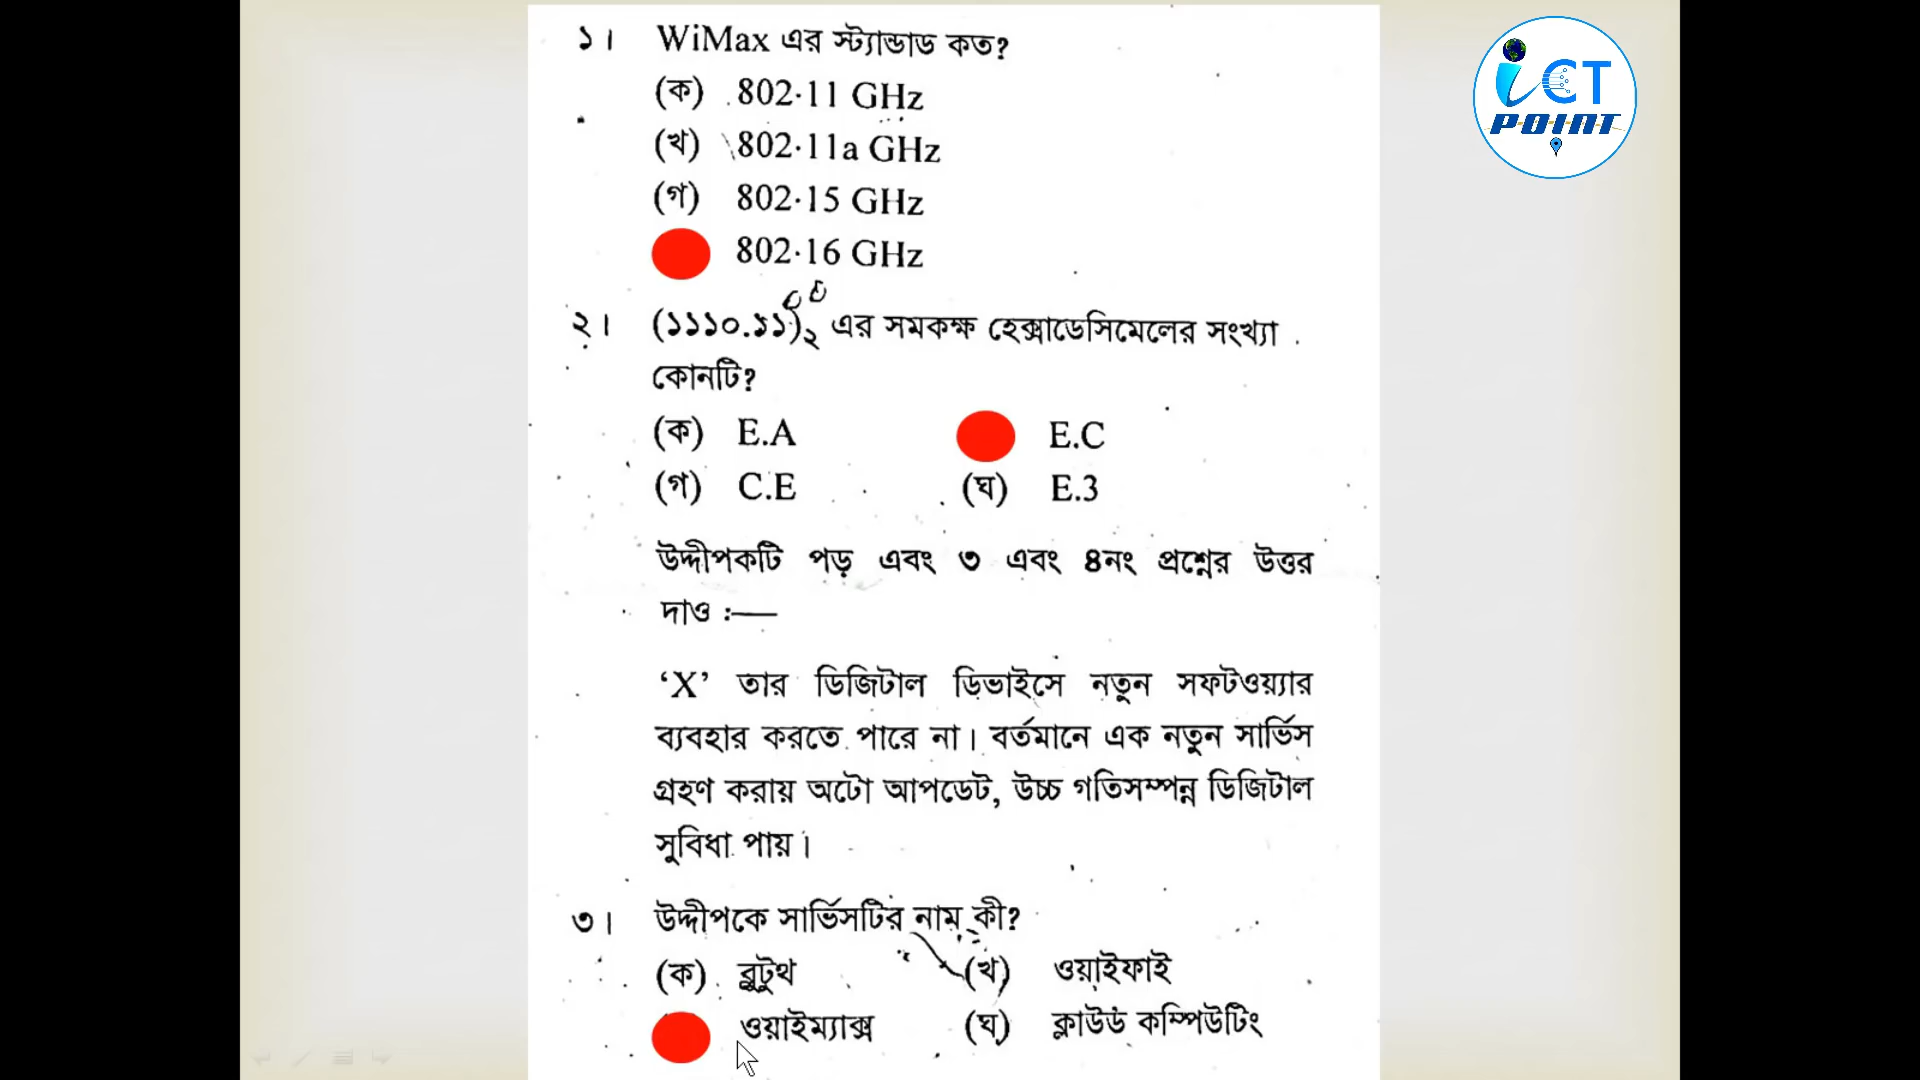 iCT
POINT
১। WiMax এর স্ট্যান্ডাড কত?
(ক) 802·11 GHz
(খ) 802·11a GHz
(গ) 802·15 GHz
802·16 GHz
২। (১১১০.১১)২ এর সমকক্ষ হেক্সাডেসিমেলের সংখ্যা
কোনটি?
(ক) E.A E.C
(গ) C.E (ঘ) E.3
উদ্দীপকটি পড় এবং ৩ এবং ৪নং প্রশ্নের উত্তর
দাও :—
‘X’ তার ডিজিটাল ডিভাইসে নতুন সফটওয়্যার
ব্যবহার করতে পারে না। বর্তমানে এক নতুন সার্ভিস
গ্রহণ করায় অটো আপডেট, উচ্চ গতিসম্পন্ন ডিজিটাল
সুবিধা পায়।
৩। উদ্দীপকে সার্ভিসটির নাম কী?
(ক) ব্লুটুথ (খ) ওয়াইফাই
ওয়াইম্যাক্স (ঘ) ক্লাউড কম্পিউটিং